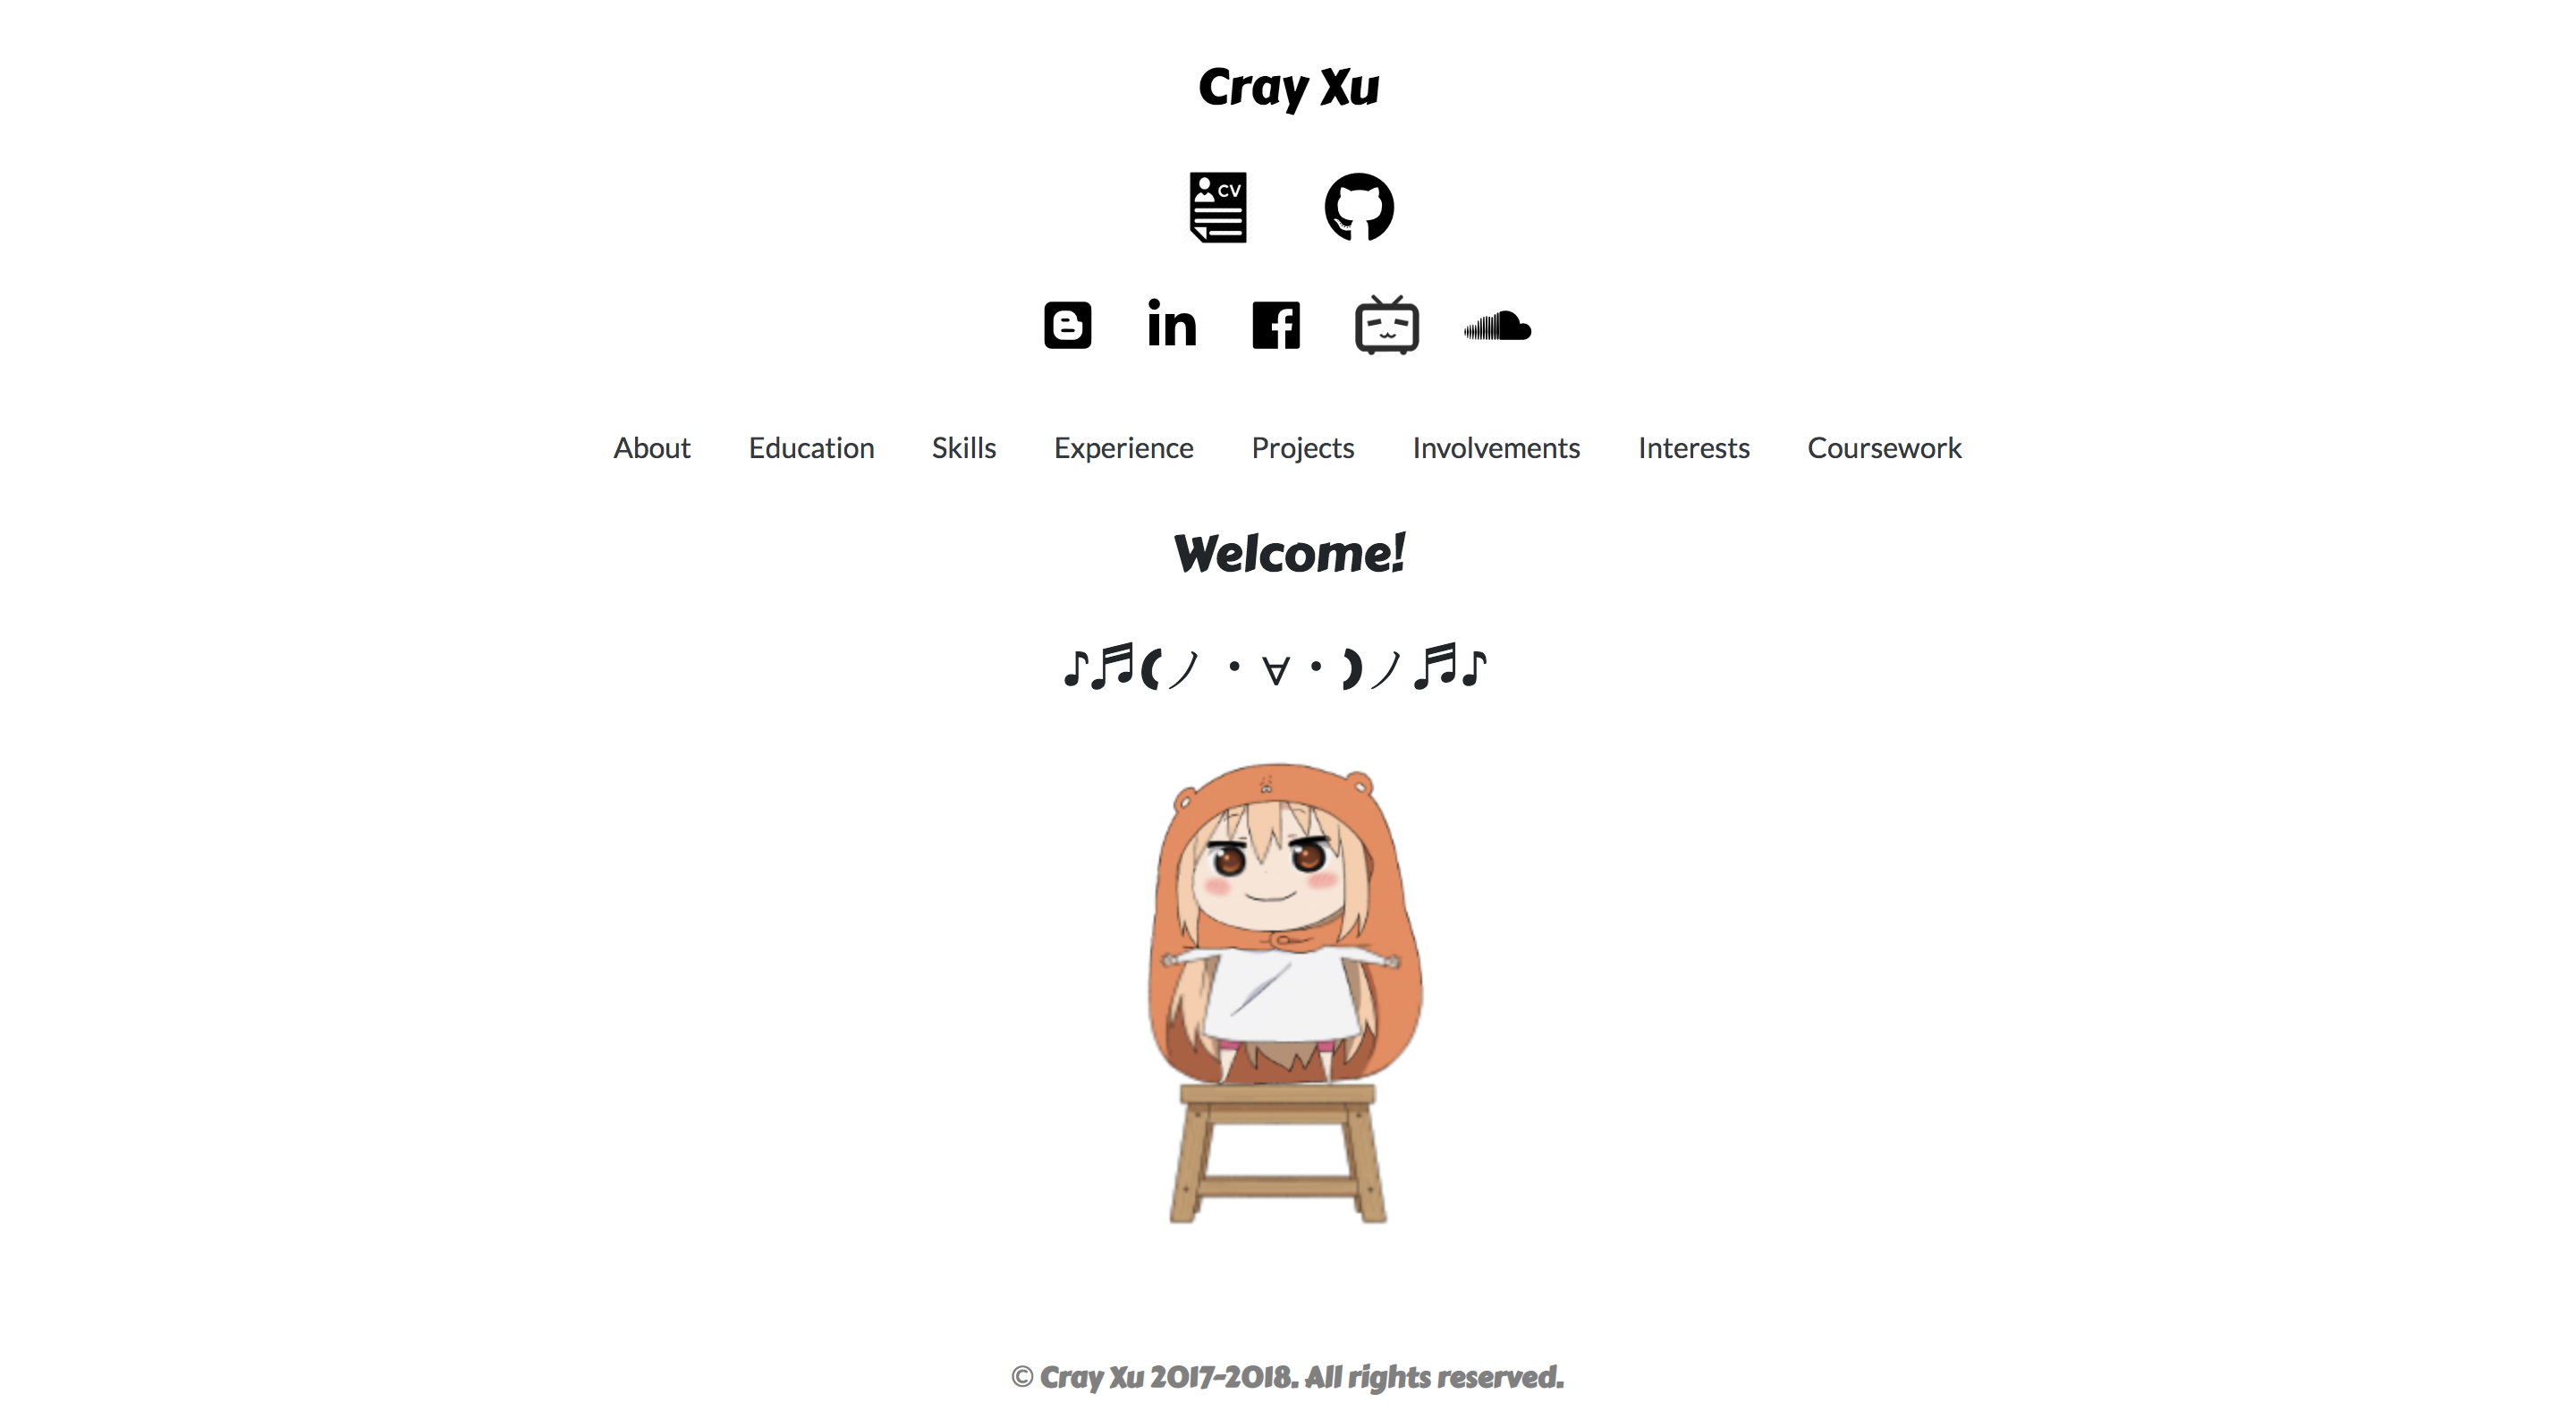 Cray Xu
CV
in
About Education Skills Experience Projects Involvements Interests Coursework
Welcome!
♪♬(ノ・∀・)ノ♬♪
© Cray Xu 2017-2018. All rights reserved.